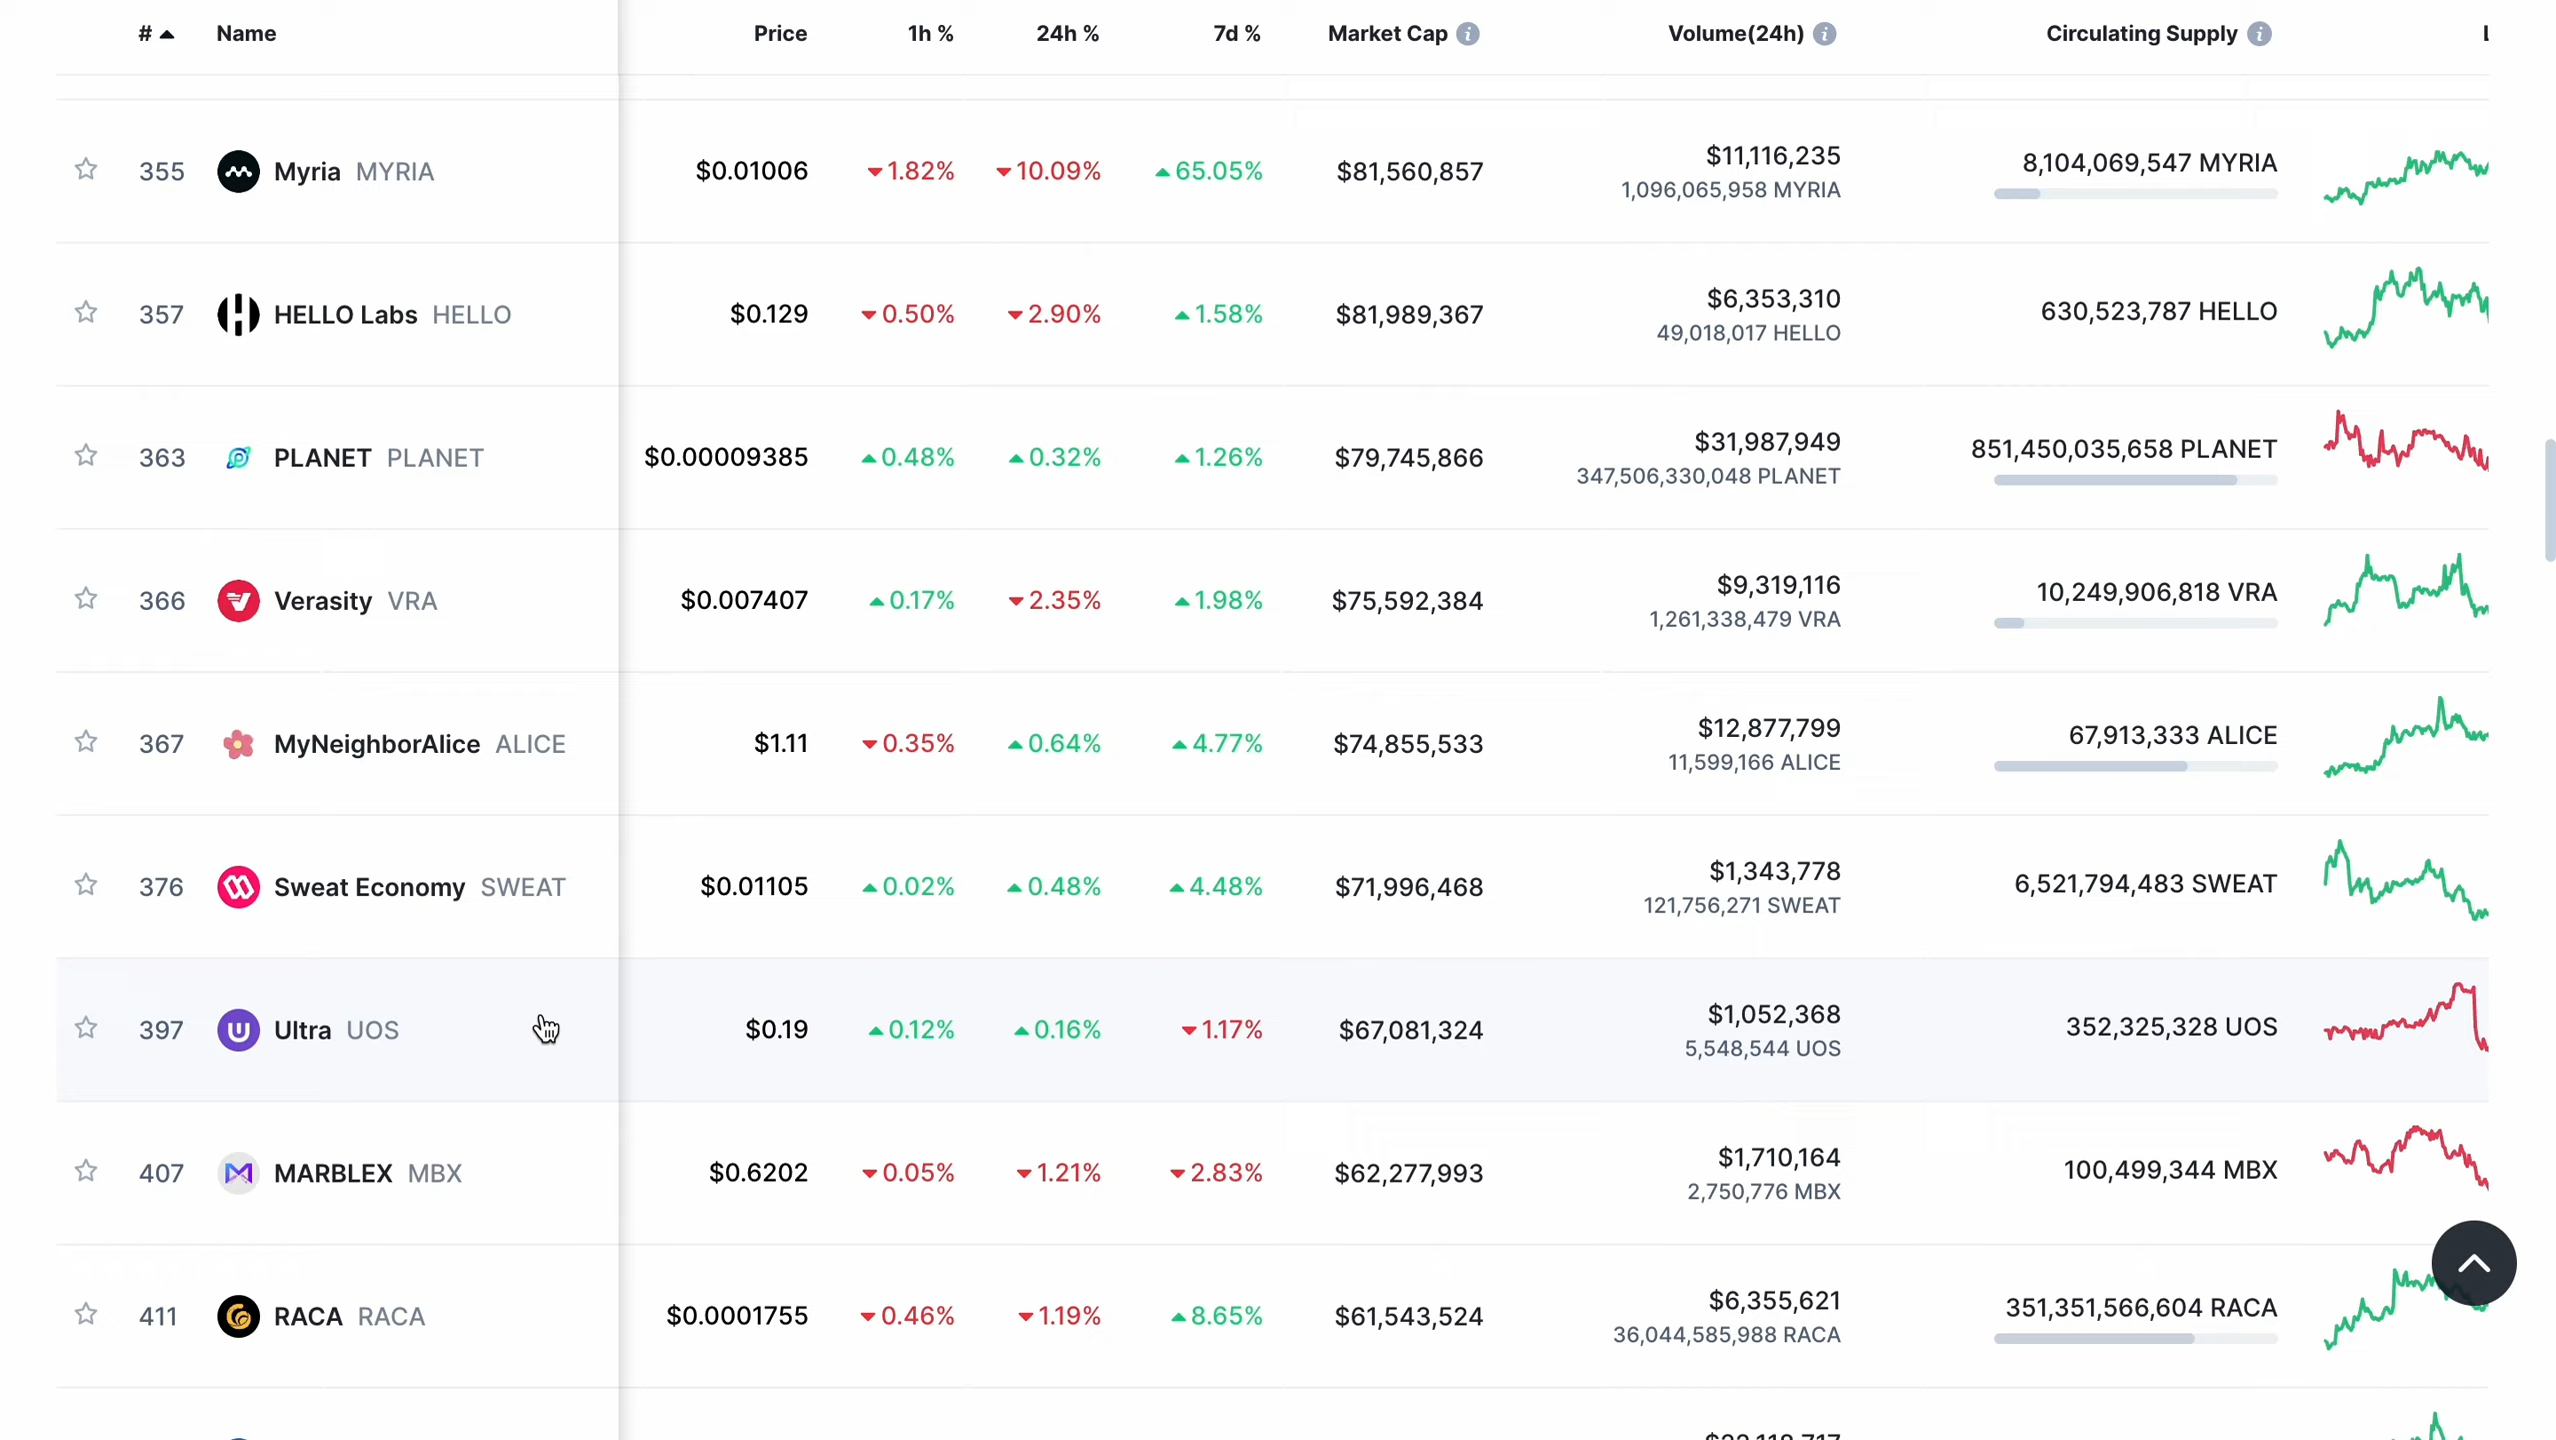 # Name Price 1h % 24h % 7d % Market Cap Volume(24h) Circulating Supply
355 Myria MYRIA $0.01006 1.82% 10.09% 65.05% $81,560,857 $11,116,235 8,104,069,547 MYRIA
1,096,065,958 MYRIA
357 HELLO Labs HELLO $0.129 0.50% 2.90% 1.58% $81,989,367 $6,353,310 630,523,787 HELLO
49,018,017 HELLO
363 PLANET PLANET $0.00009385 0.48% 0.32% 1.26% $79,745,866 $31,987,949 851,450,035,658 PLANET
347,506,330,048 PLANET
366 Verasity VRA $0.007407 0.17% 2.35% 1.98% $75,592,384 $9,319,116 10,249,906,818 VRA
1,261,338,479 VRA
367 MyNeighborAlice ALICE $1.11 0.35% 0.64% 4.77% $74,855,533 $12,877,799 67,913,333 ALICE
11,599,166 ALICE
376 Sweat Economy SWEAT $0.01105 0.02% 0.48% 4.48% $71,996,468 $1,343,778 6,521,794,483 SWEAT
121,756,271 SWEAT
397 Ultra UOS $0.19 0.12% 0.16% 1.17% $67,081,324 $1,052,368 352,325,328 UOS
5,548,544 UOS
407 MARBLEX MBX $0.6202 0.05% 1.21% 2.83% $62,277,993 $1,710,164 100,499,344 MBX
2,750,776 MBX
411 RACA RACA $0.0001755 0.46% 1.19% 8.65% $61,543,524 $6,355,621 351,351,566,604 RACA
36,044,585,988 RACA